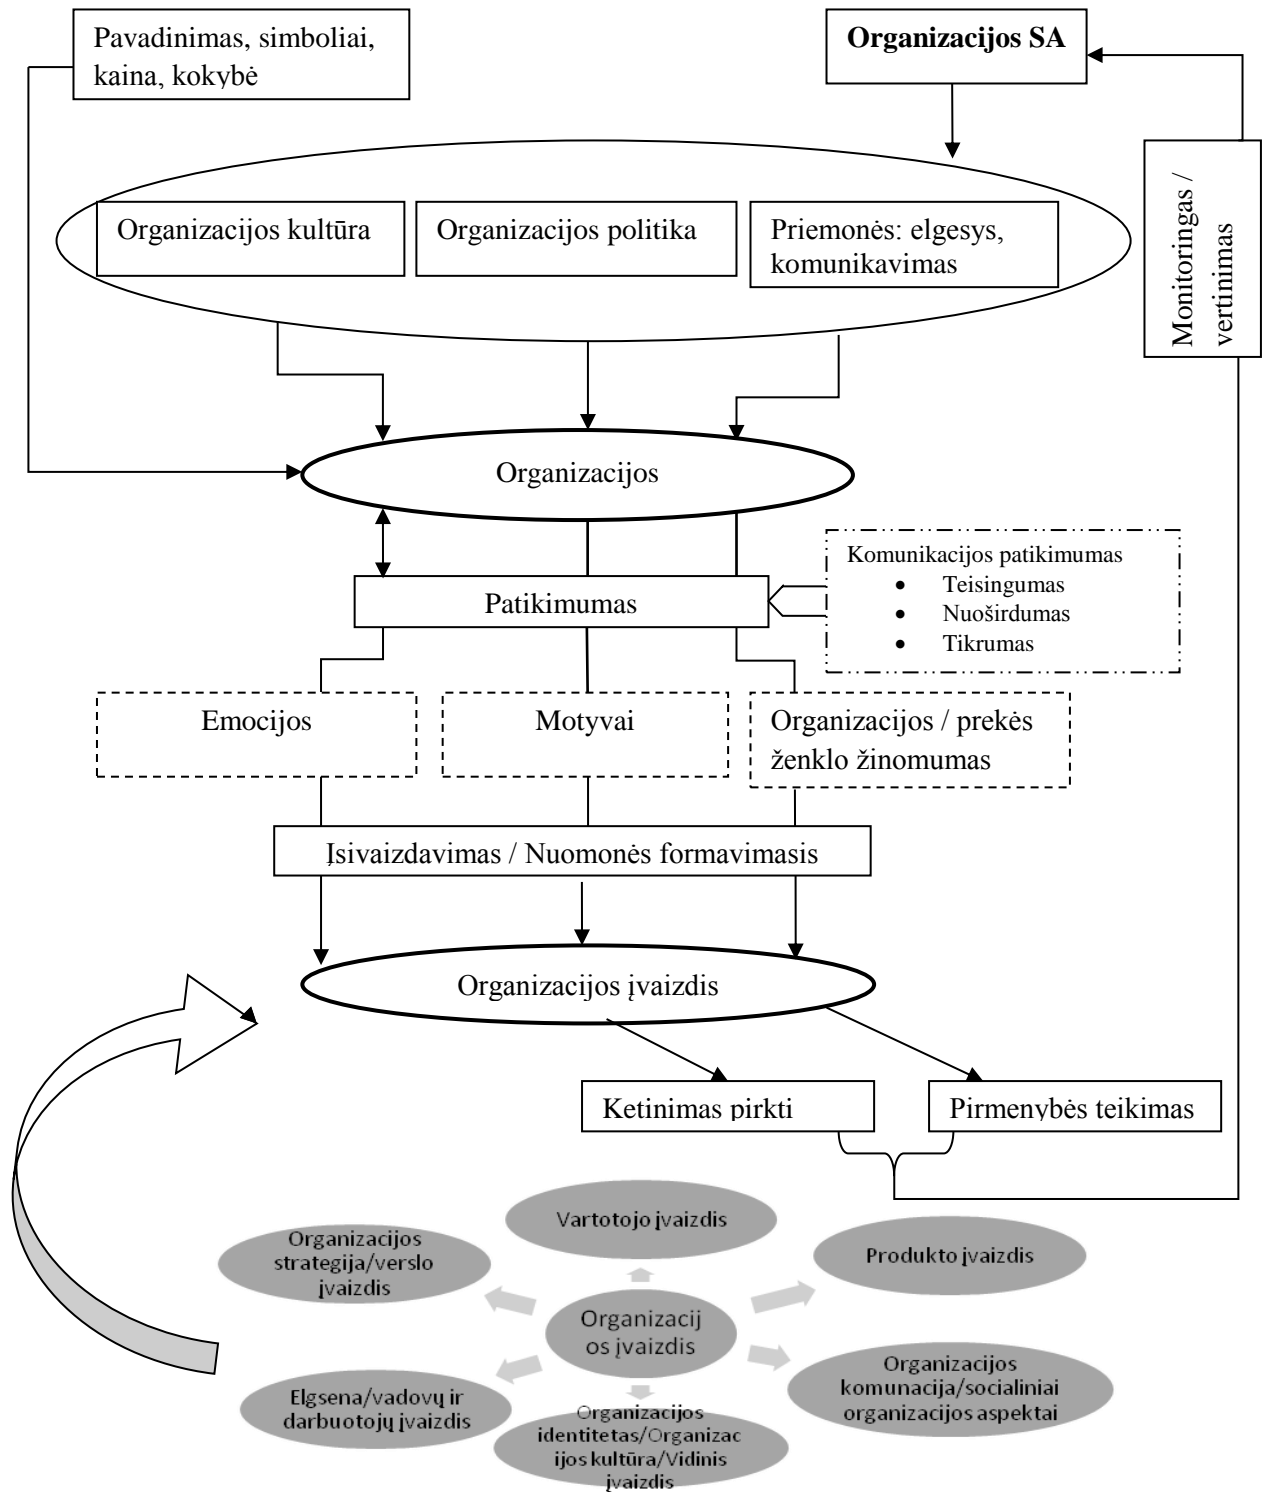 Pavadinimas, simboliai,
kaina, kokybė
Organizacijos SA
Monitoringas /
vertinimas
Organizacijos kultūra
Organizacijos politika
Priemonės: elgesys,
komunikavimas
Organizacijos
Komunikacijos patikimumas
• Teisingumas
• Nuoširdumas
• Tikrumas
Patikimumas
Emocijos
Motyvai
Organizacijos / prekės
ženklo žinomumas
Įsivaizdavimas / Nuomonės formavimasis
Organizacijos įvaizdis
Ketinimas pirkti
Pirmenybės teikimas
Vartotojo įvaizdis
Organizacijos
strategija/verslo
įvaizdis
Produkto įvaizdis
Organizacij
os įvaizdis
Organizacijos
komunacija/socialiniai
organizacijos aspektai
Elgsena/vadovų ir
darbuotojų įvaizdis
Organizacijos
identitetas/Organizac
ijos kultūra/Vidinis
įvaizdis